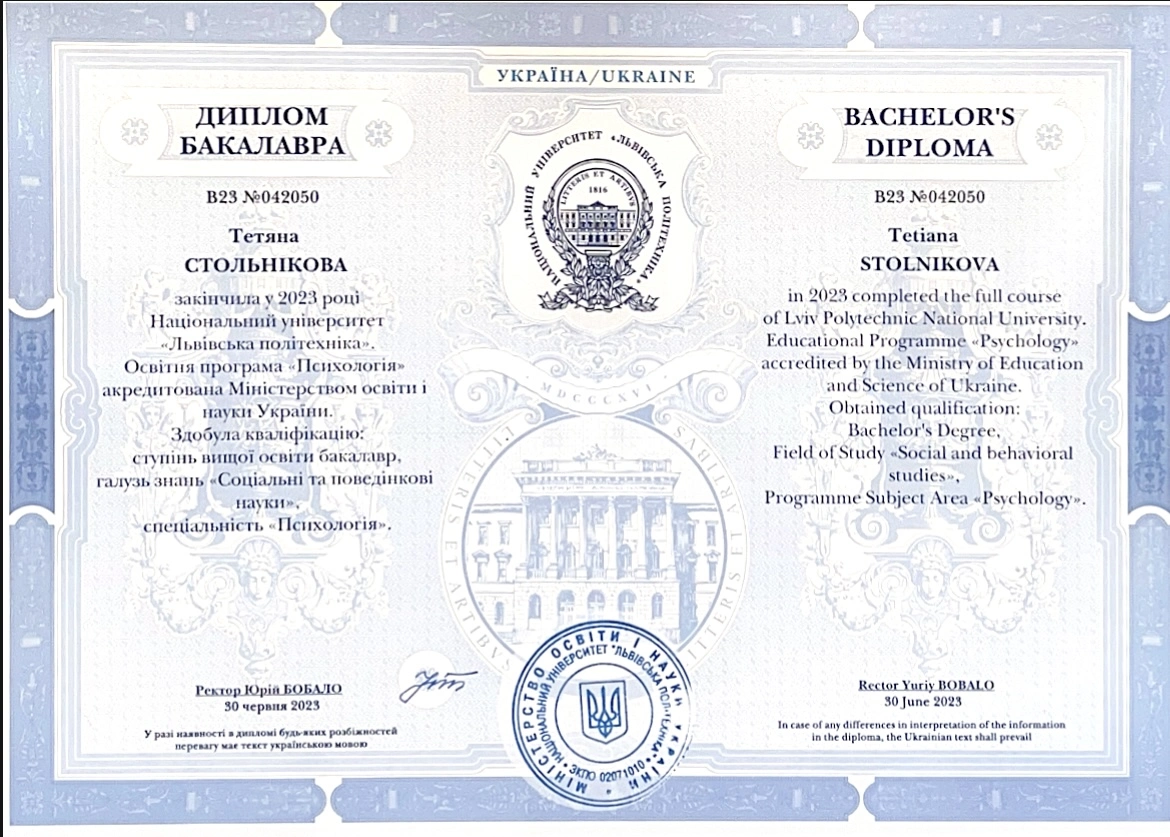 УКРАЇНА/UKRAINE
ДИПЛОМ
БАКАЛАВРА
В23 №042050
Тетяна
СТОЛЬНІКОВА
закінчила у 2023 році
Національний університет
«Львівська політехніка».
Освітня програма «Психологія»
акредитована Міністерством освіти і
науки України.
Здобула кваліфікацію:
ступінь вищої освіти бакалавр,
галузь знань «Соціальні та поведінкові
науки»,
спеціальність «Психологія».
Ректор Юрій БОБАЛО
30 червня 2023
У разі наявності в дипломі будь-яких розбіжностей
перевагу має текст українською мовою
НАЦІОНАЛЬНИЙ УНІВЕРСИТЕТ «ЛЬВІВСЬКА ПОЛІТЕХНІКА»
LITTERIS ET ARTIBUS
1816
MDCCCXVI
LITTERIS ET ARTIBUS
МІНІСТЕРСТВО ОСВІТИ І НАУКИ УКРАЇНИ
НАЦІОНАЛЬНИЙ УНІВЕРСИТЕТ "ЛЬВІВСЬКА ПОЛІТЕХНІКА"
ЗКПО 02071010
BACHELOR'S
DIPLOMA
B23 №042050
Tetiana
STOLNIKOVA
in 2023 completed the full course
of Lviv Polytechnic National University.
Educational Programme «Psychology»
accredited by the Ministry of Education
and Science of Ukraine.
Obtained qualification:
Bachelor's Degree,
Field of Study «Social and behavioral
studies»,
Programme Subject Area «Psychology».
Rector Yuriy BOBALO
30 June 2023
In case of any differences in interpretation of the information
in the diploma, the Ukrainian text shall prevail